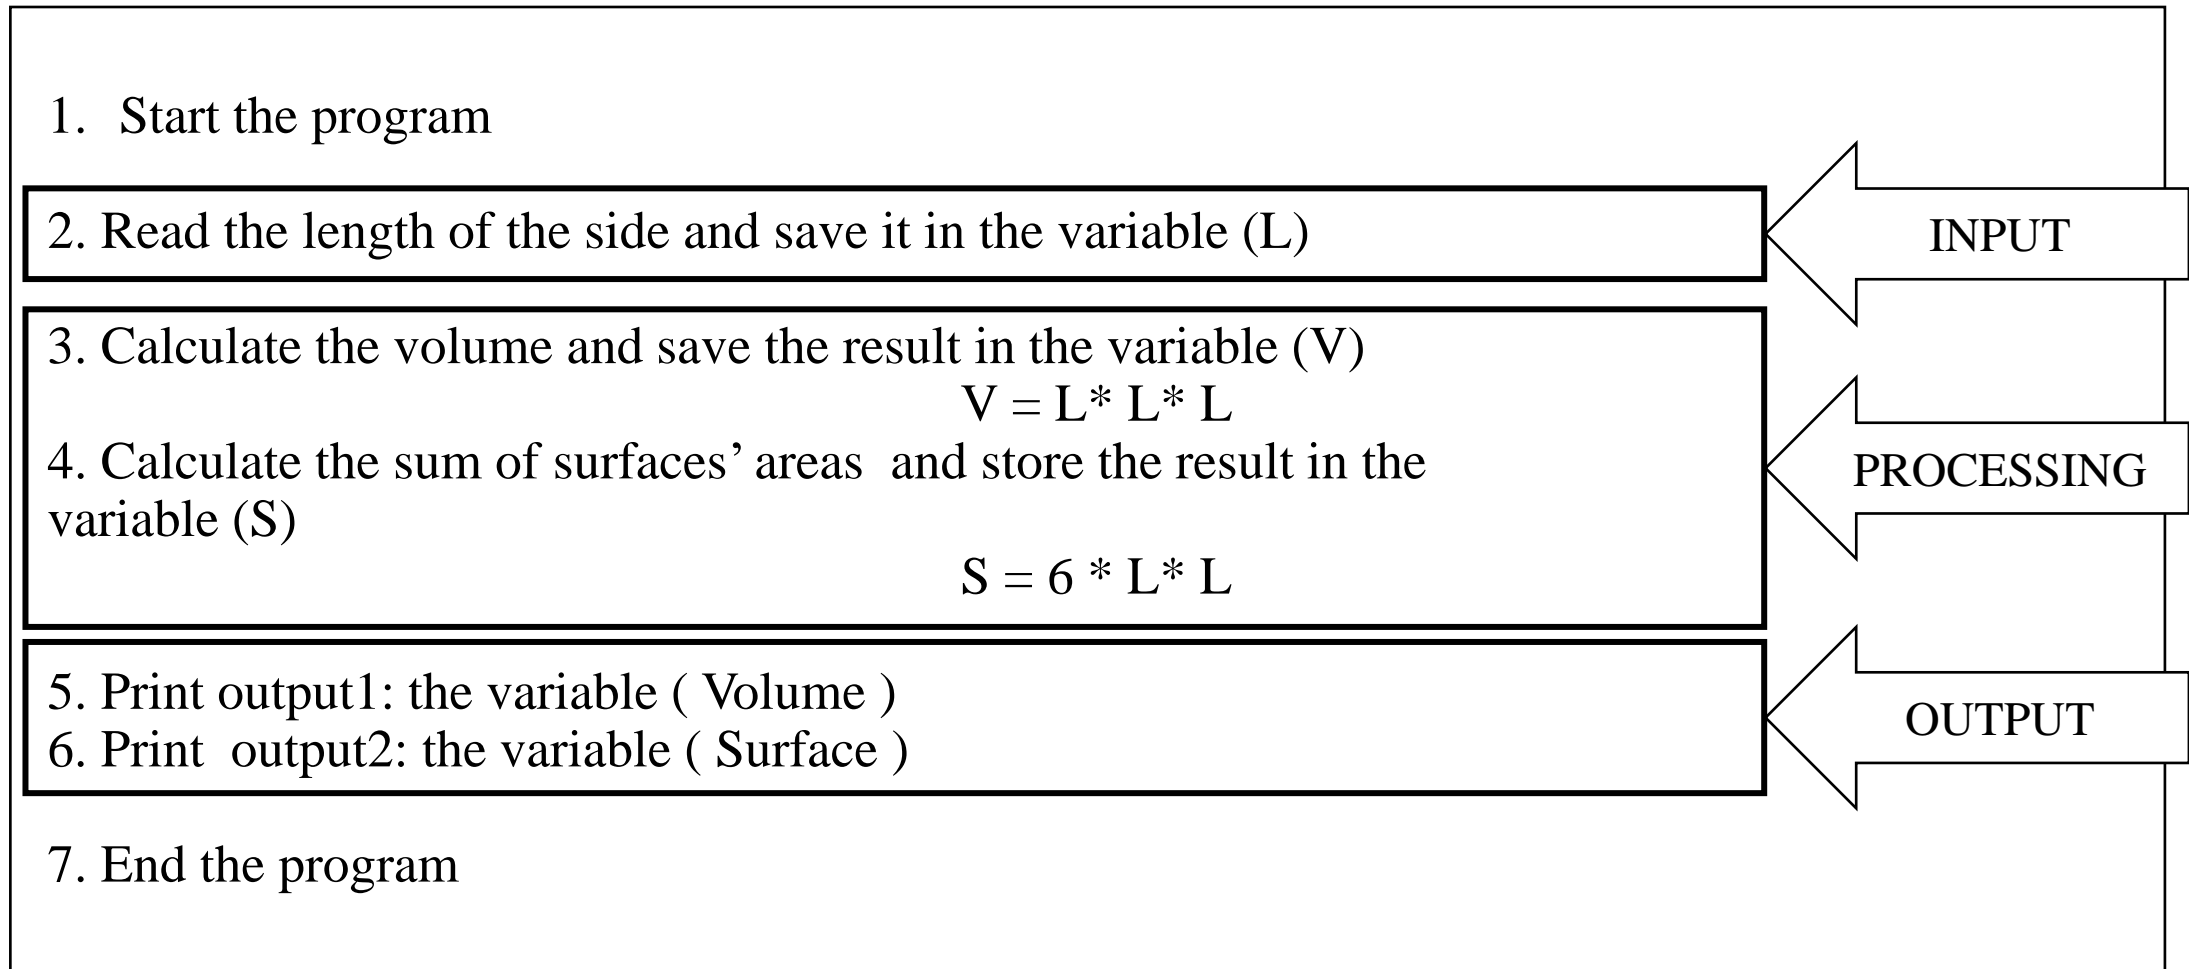 1. Start the program
2. Read the length of the side and save it in the variable (L)
INPUT
3. Calculate the volume and save the result in the variable (V)
V = L* L* L
4. Calculate the sum of surfaces’ areas  and store the result in the
variable (S)
S = 6 * L* L
PROCESSING
5. Print output1: the variable ( Volume )
6. Print  output2: the variable ( Surface )
OUTPUT
7. End the program